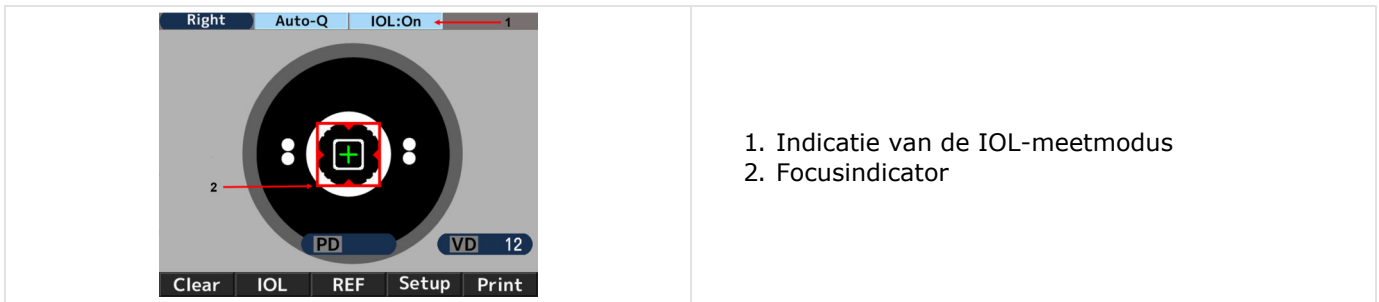 Right Auto-Q IOL:On 1
2
PD VD 12
Clear IOL REF Setup Print
1. Indicatie van de IOL-meetmodus
2. Focusindicator